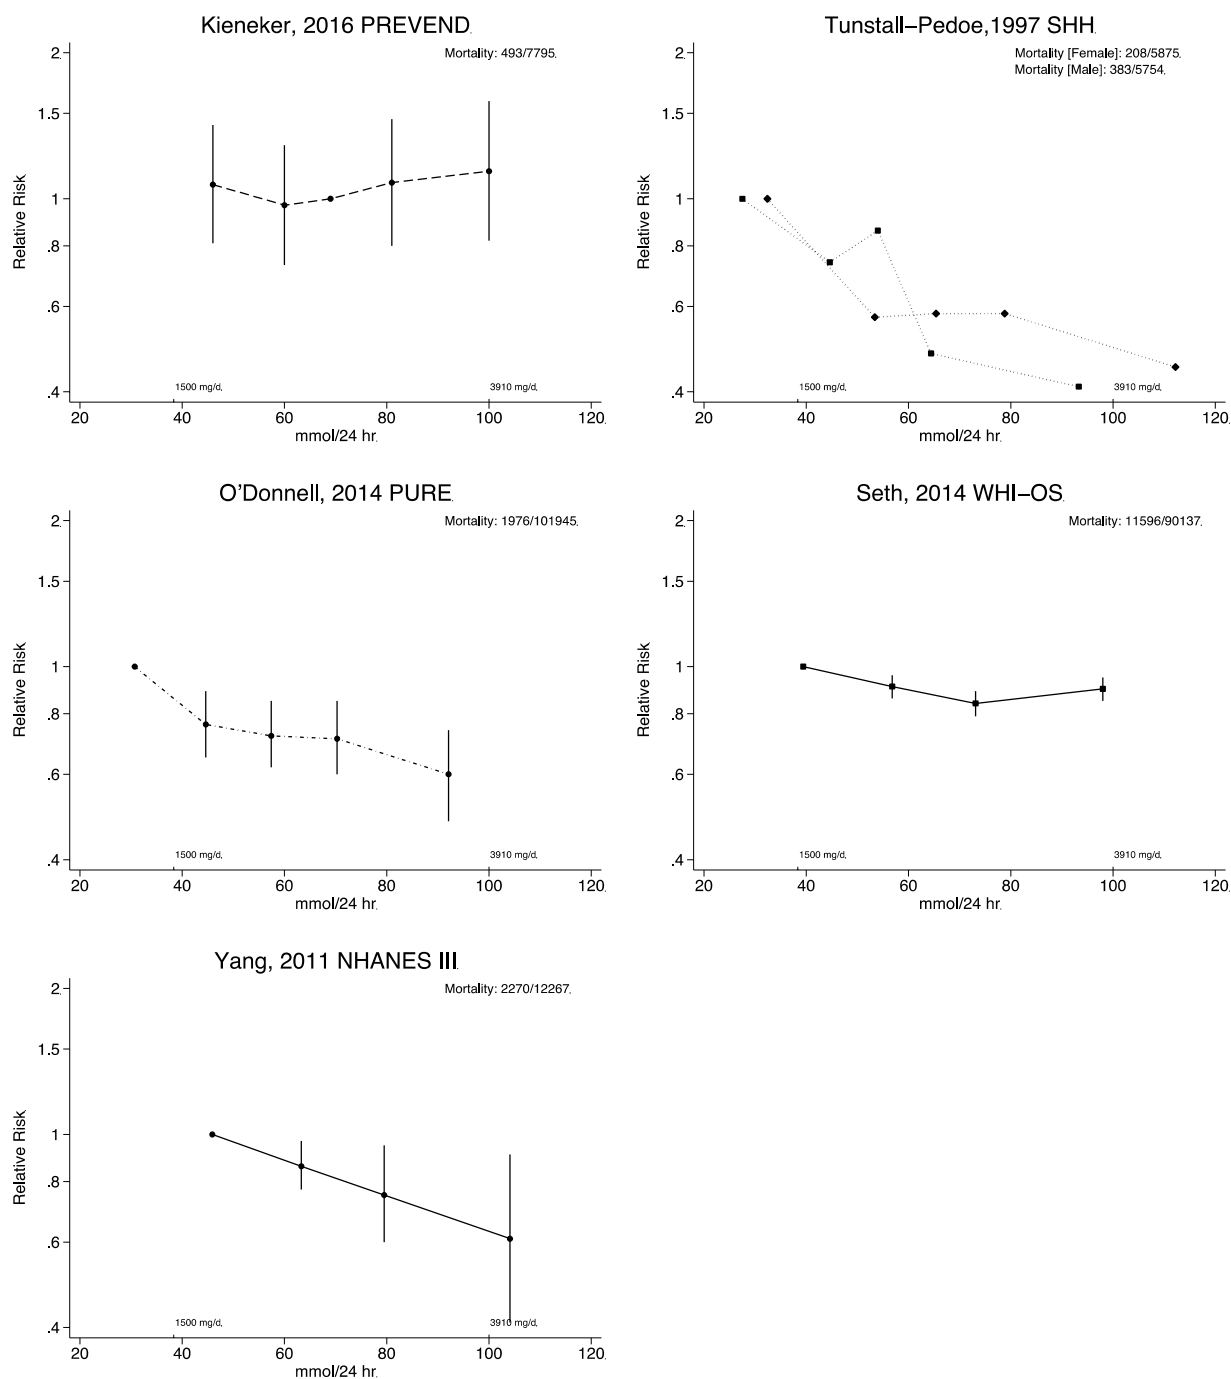 Kieneker, 2016 PREVEND
Mortality: 493/7795
2
1.5
1
.8
.6
.4
Relative Risk
1500 mg/d
3910 mg/d
20 40 60 80 100 120
mmol/24 hr
Tunstall-Pedoe,1997 SHH
Mortality [Female]: 208/5875
Mortality [Male]: 383/5754
2
1.5
1
.8
.6
.4
Relative Risk
1500 mg/d
3910 mg/d
20 40 60 80 100 120
mmol/24 hr
O'Donnell, 2014 PURE
Mortality: 1976/101945
2
1.5
1
.8
.6
.4
Relative Risk
1500 mg/d
3910 mg/d
20 40 60 80 100 120
mmol/24 hr
Seth, 2014 WHI-OS
Mortality: 11596/90137
2
1.5
1
.8
.6
.4
Relative Risk
1500 mg/d
3910 mg/d
20 40 60 80 100 120
mmol/24 hr
Yang, 2011 NHANES III
Mortality: 2270/12267
2
1.5
1
.8
.6
.4
Relative Risk
1500 mg/d
3910 mg/d
20 40 60 80 100 120
mmol/24 hr